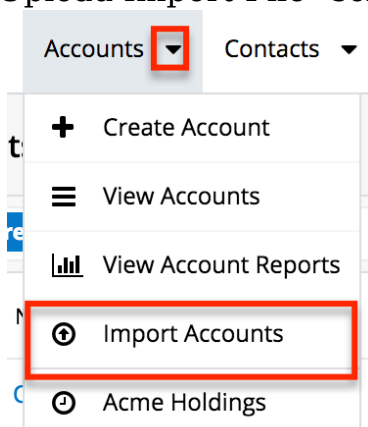 Upload Import File
Accounts Contacts
Create Account
View Accounts
View Account Reports
Import Accounts
Acme Holdings